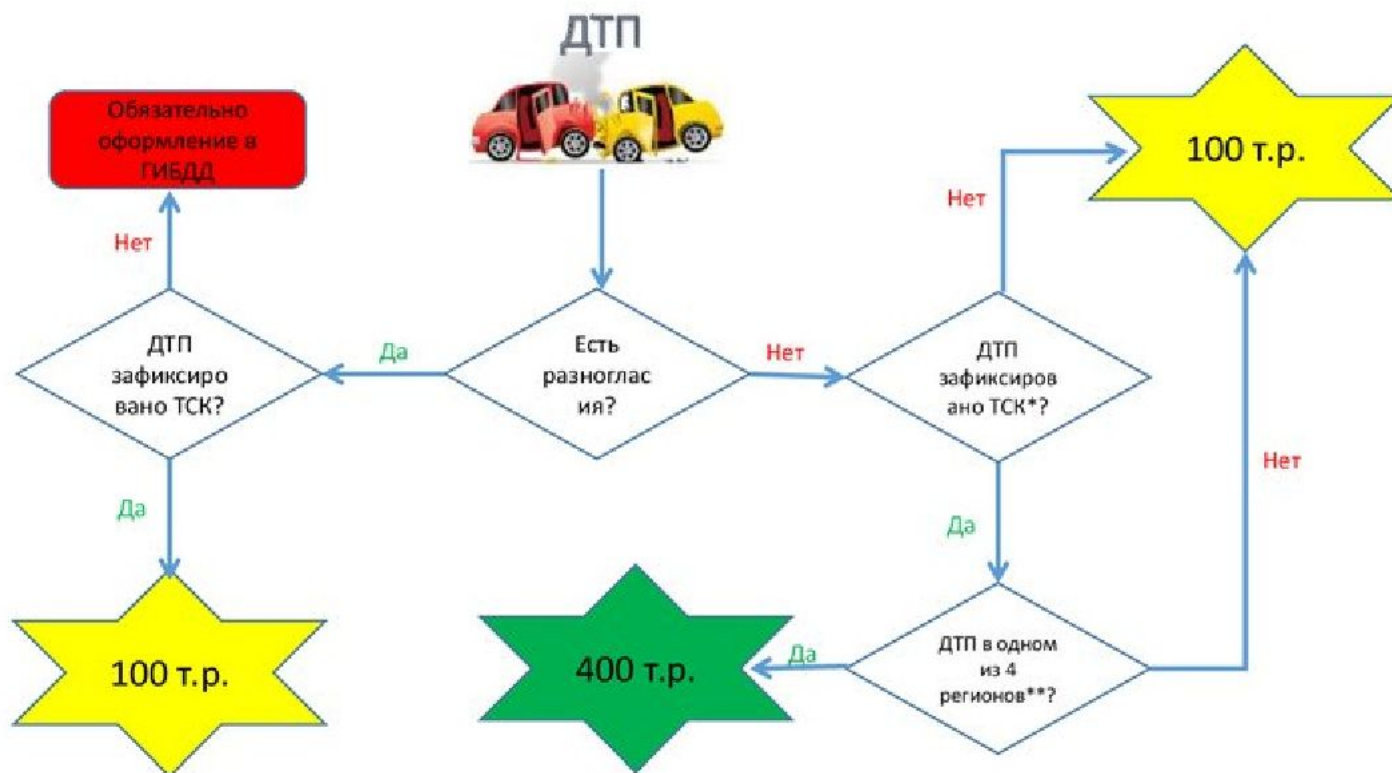 ДТП
Обязательно
оформление в
ГИБДД
100 т.р.
Нет
Нет
ДТП
зафиксиро
вано ТСК?
Да
Есть
разноглас
ия?
Нет
ДТП
зафиксиров
ано ТСК*?
Нет
Да
Да
100 т.р.
400 т.р.
Да
ДТП в одном
из 4
регионов**?